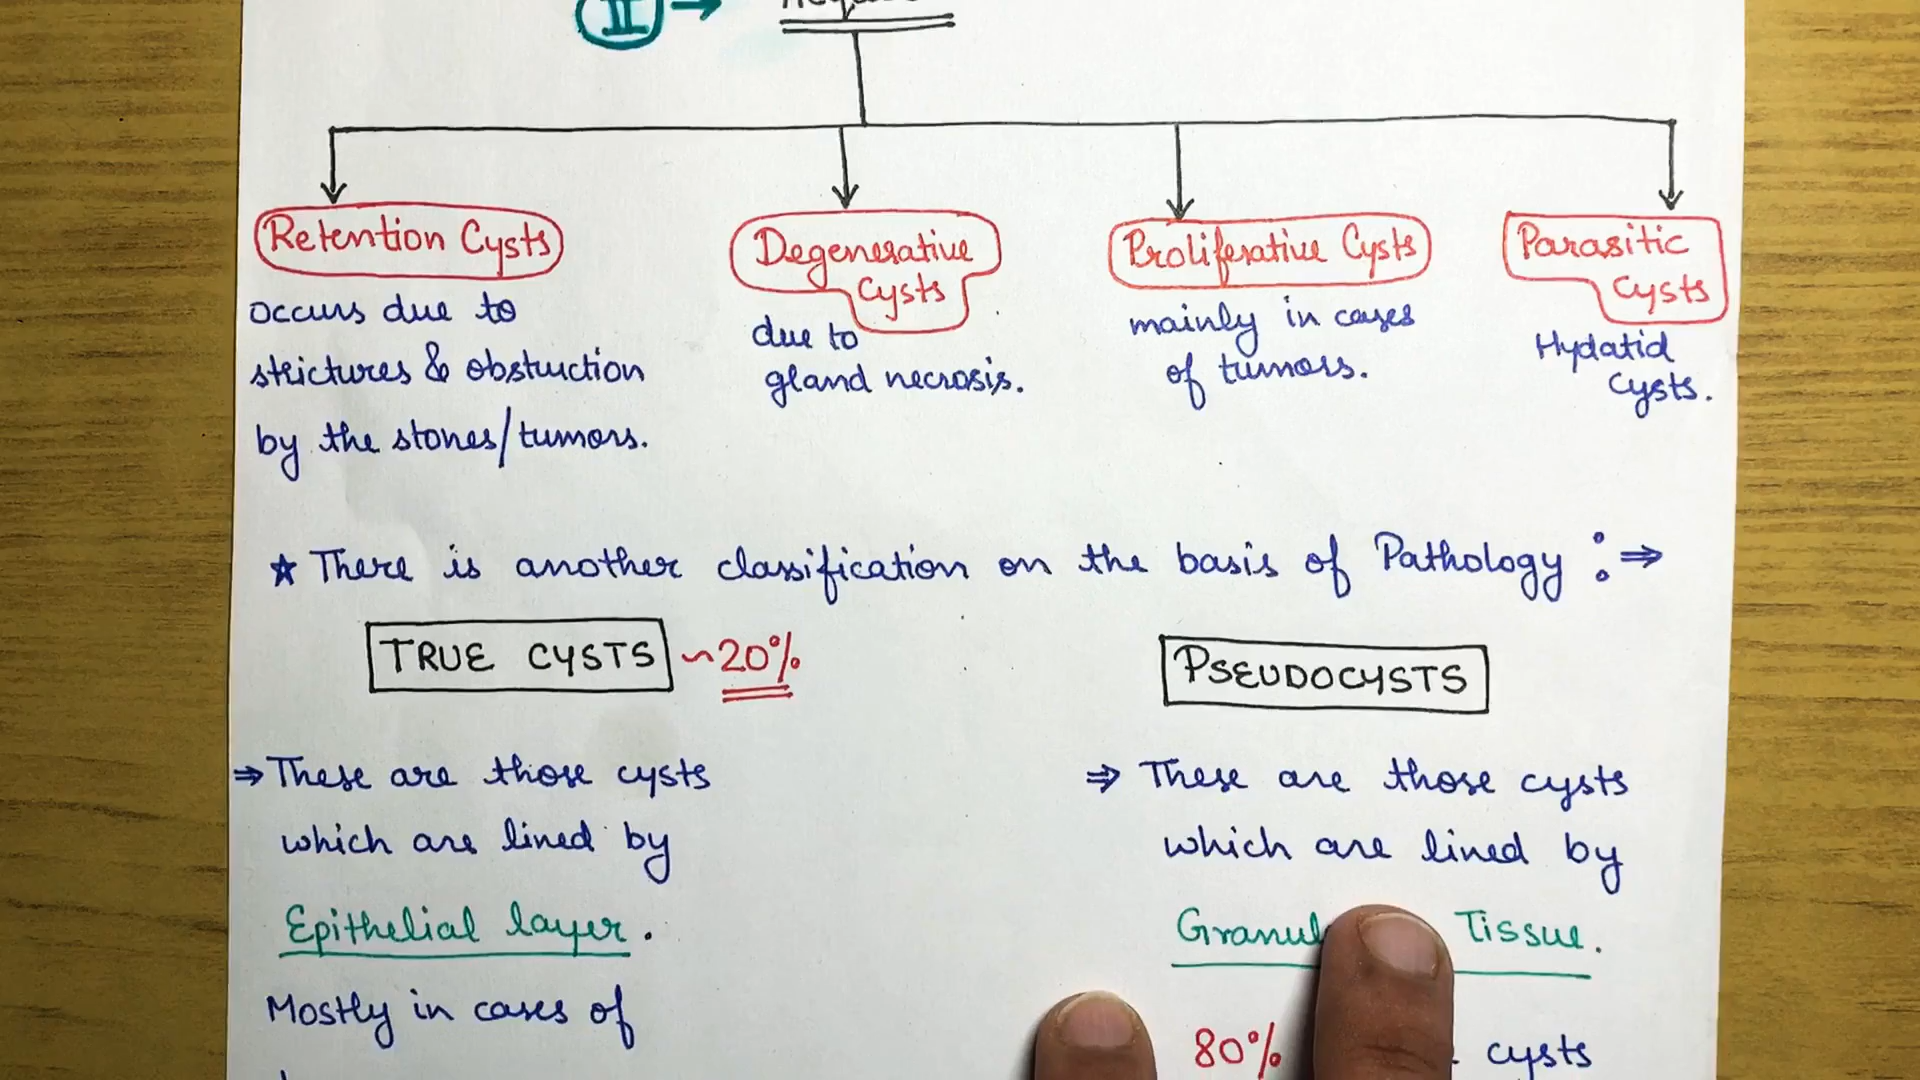 II →
Retention Cysts
occurs due to
strictures & obstruction
by the stones/tumors.
Degenerative
Cysts
due to
gland necrosis.
Proliferative Cysts
mainly in cases
of tumors.
Parasitic
Cysts
Hydatid
Cysts.
☆ There is another classification on the basis of Pathology :⇒
TRUE CYSTS ~20%
⇒ These are those cysts
which are lined by
Epithelial layer.
Mostly in cases of
PSEUDOCYSTS
⇒ These are those cysts
which are lined by
Tissue.
80% cysts